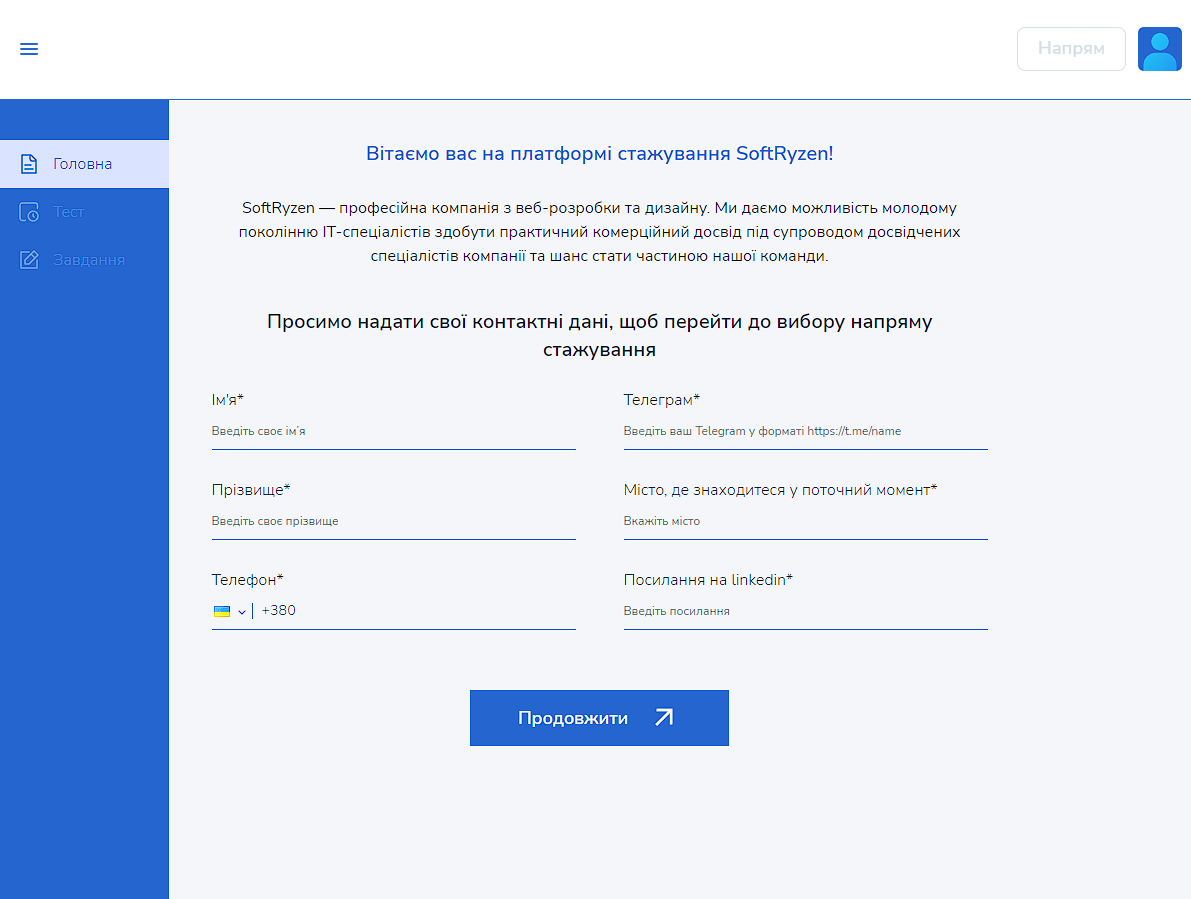 Напрям
Головна
Тест
Завдання
Вітаємо вас на платформі стажування SoftRyzen!
SoftRyzen — професійна компанія з веб-розробки та дизайну. Ми даємо можливість молодому
поколінню ІТ-спеціалістів здобути практичний комерційний досвід під супроводом досвідчених
спеціалістів компанії та шанс стати частиною нашої команди.
Просимо надати свої контактні дані, щоб перейти до вибору напряму
стажування
Ім'я*
Введіть своє ім’я
Телеграм*
Введіть ваш Telegram у форматі https://t.me/name
Прізвище*
Введіть своє прізвище
Місто, де знаходитеся у поточний момент*
Вкажіть місто
Телефон*
+380
Посилання на linkedin*
Введіть посилання
Продовжити